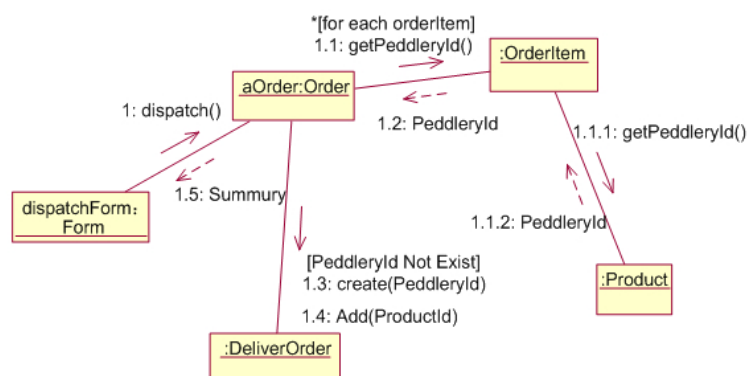 *[for each orderItem]
1.1: getPeddleryId()
:OrderItem
aOrder:Order
1: dispatch()
1.2: PeddleryId
1.1.1: getPeddleryId()
1.5: Summury
dispatchForm：
Form
1.1.2: PeddleryId
[PeddleryId Not Exist]
1.3: create(PeddleryId)
:Product
1.4: Add(ProductId)
:DeliverOrder